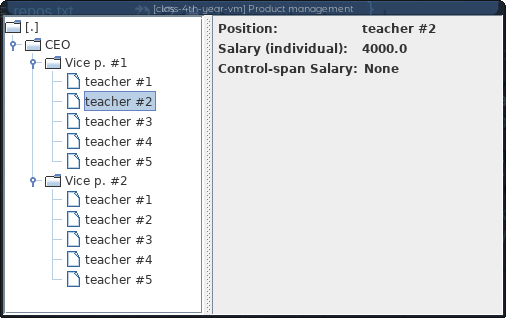 repos.txt
[class-4th-year-vm] Product management
[.]
CEO
Vice p. #1
teacher #1
teacher #2
teacher #3
teacher #4
teacher #5
Vice p. #2
teacher #1
teacher #2
teacher #3
teacher #4
teacher #5
Position: teacher #2
Salary (individual): 4000.0
Control-span Salary: None